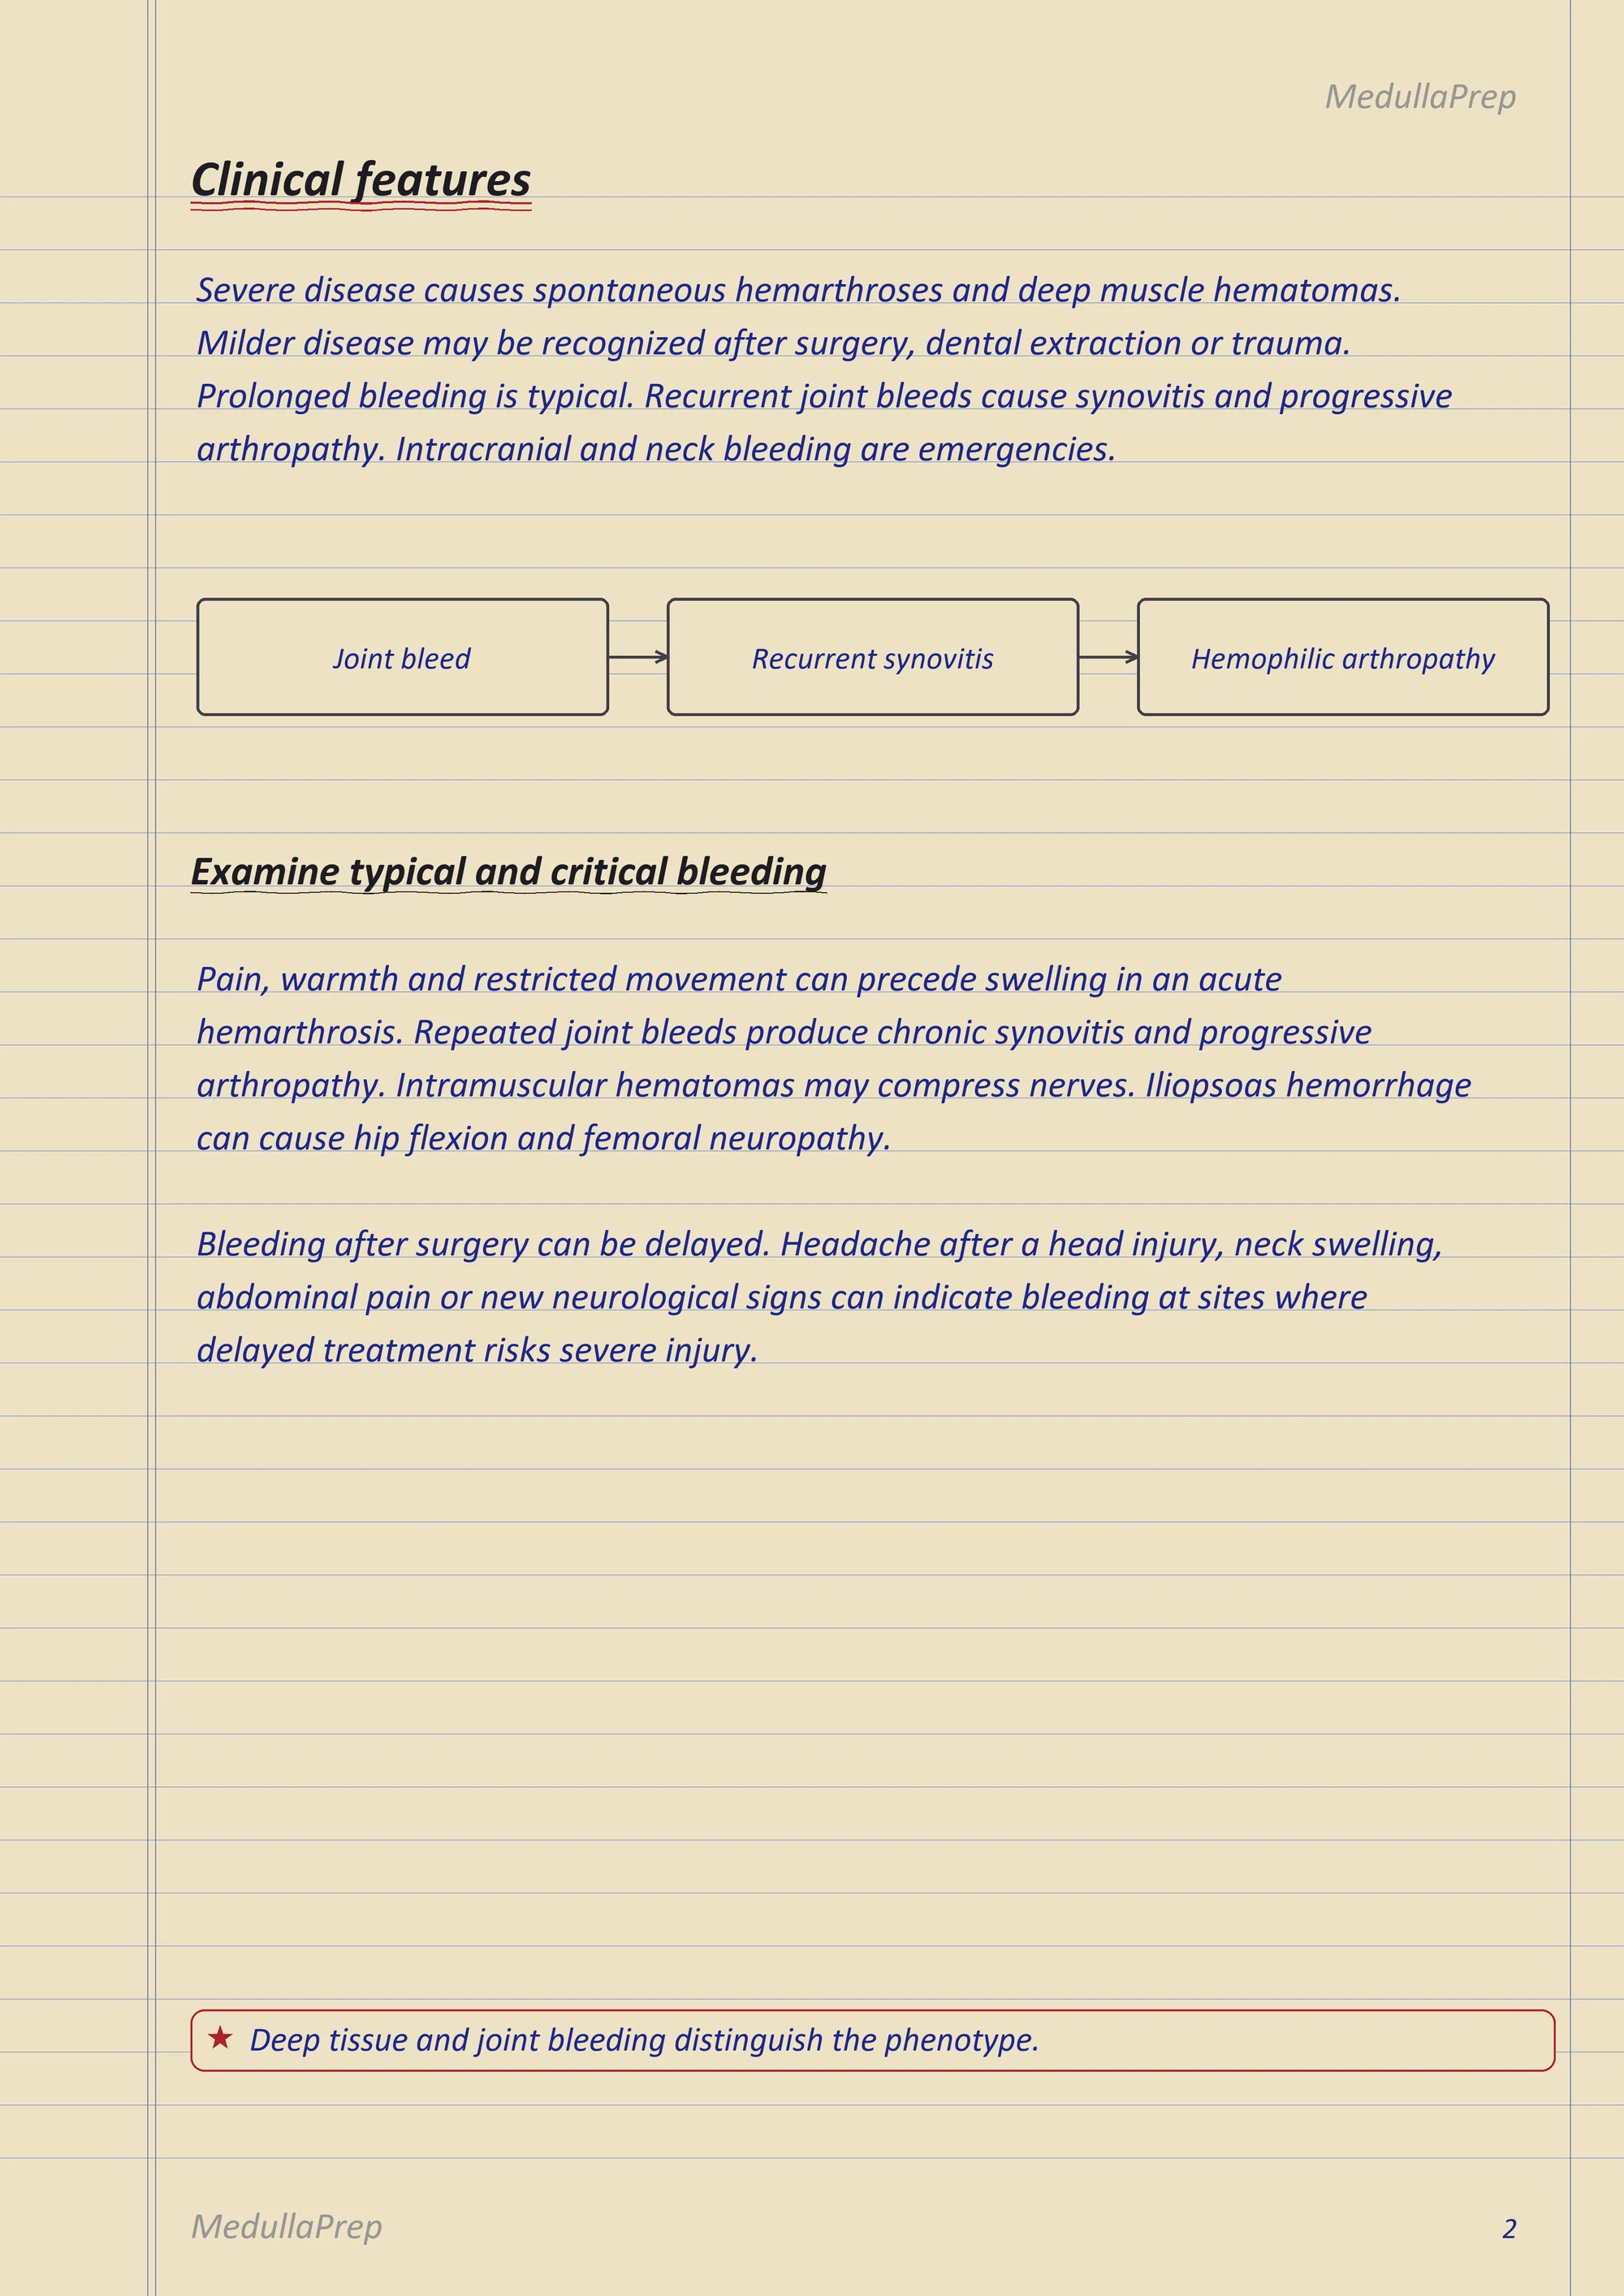 MedullaPrep
Clinical features
Severe disease causes spontaneous hemarthroses and deep muscle hematomas.
Milder disease may be recognized after surgery, dental extraction or trauma.
Prolonged bleeding is typical. Recurrent joint bleeds cause synovitis and progressive
arthropathy. Intracranial and neck bleeding are emergencies.
Joint bleed
Recurrent synovitis
Hemophilic arthropathy
Examine typical and critical bleeding
Pain, warmth and restricted movement can precede swelling in an acute
hemarthrosis. Repeated joint bleeds produce chronic synovitis and progressive
arthropathy. Intramuscular hematomas may compress nerves. Iliopsoas hemorrhage
can cause hip flexion and femoral neuropathy.
Bleeding after surgery can be delayed. Headache after a head injury, neck swelling,
abdominal pain or new neurological signs can indicate bleeding at sites where
delayed treatment risks severe injury.
★ Deep tissue and joint bleeding distinguish the phenotype.
MedullaPrep
2